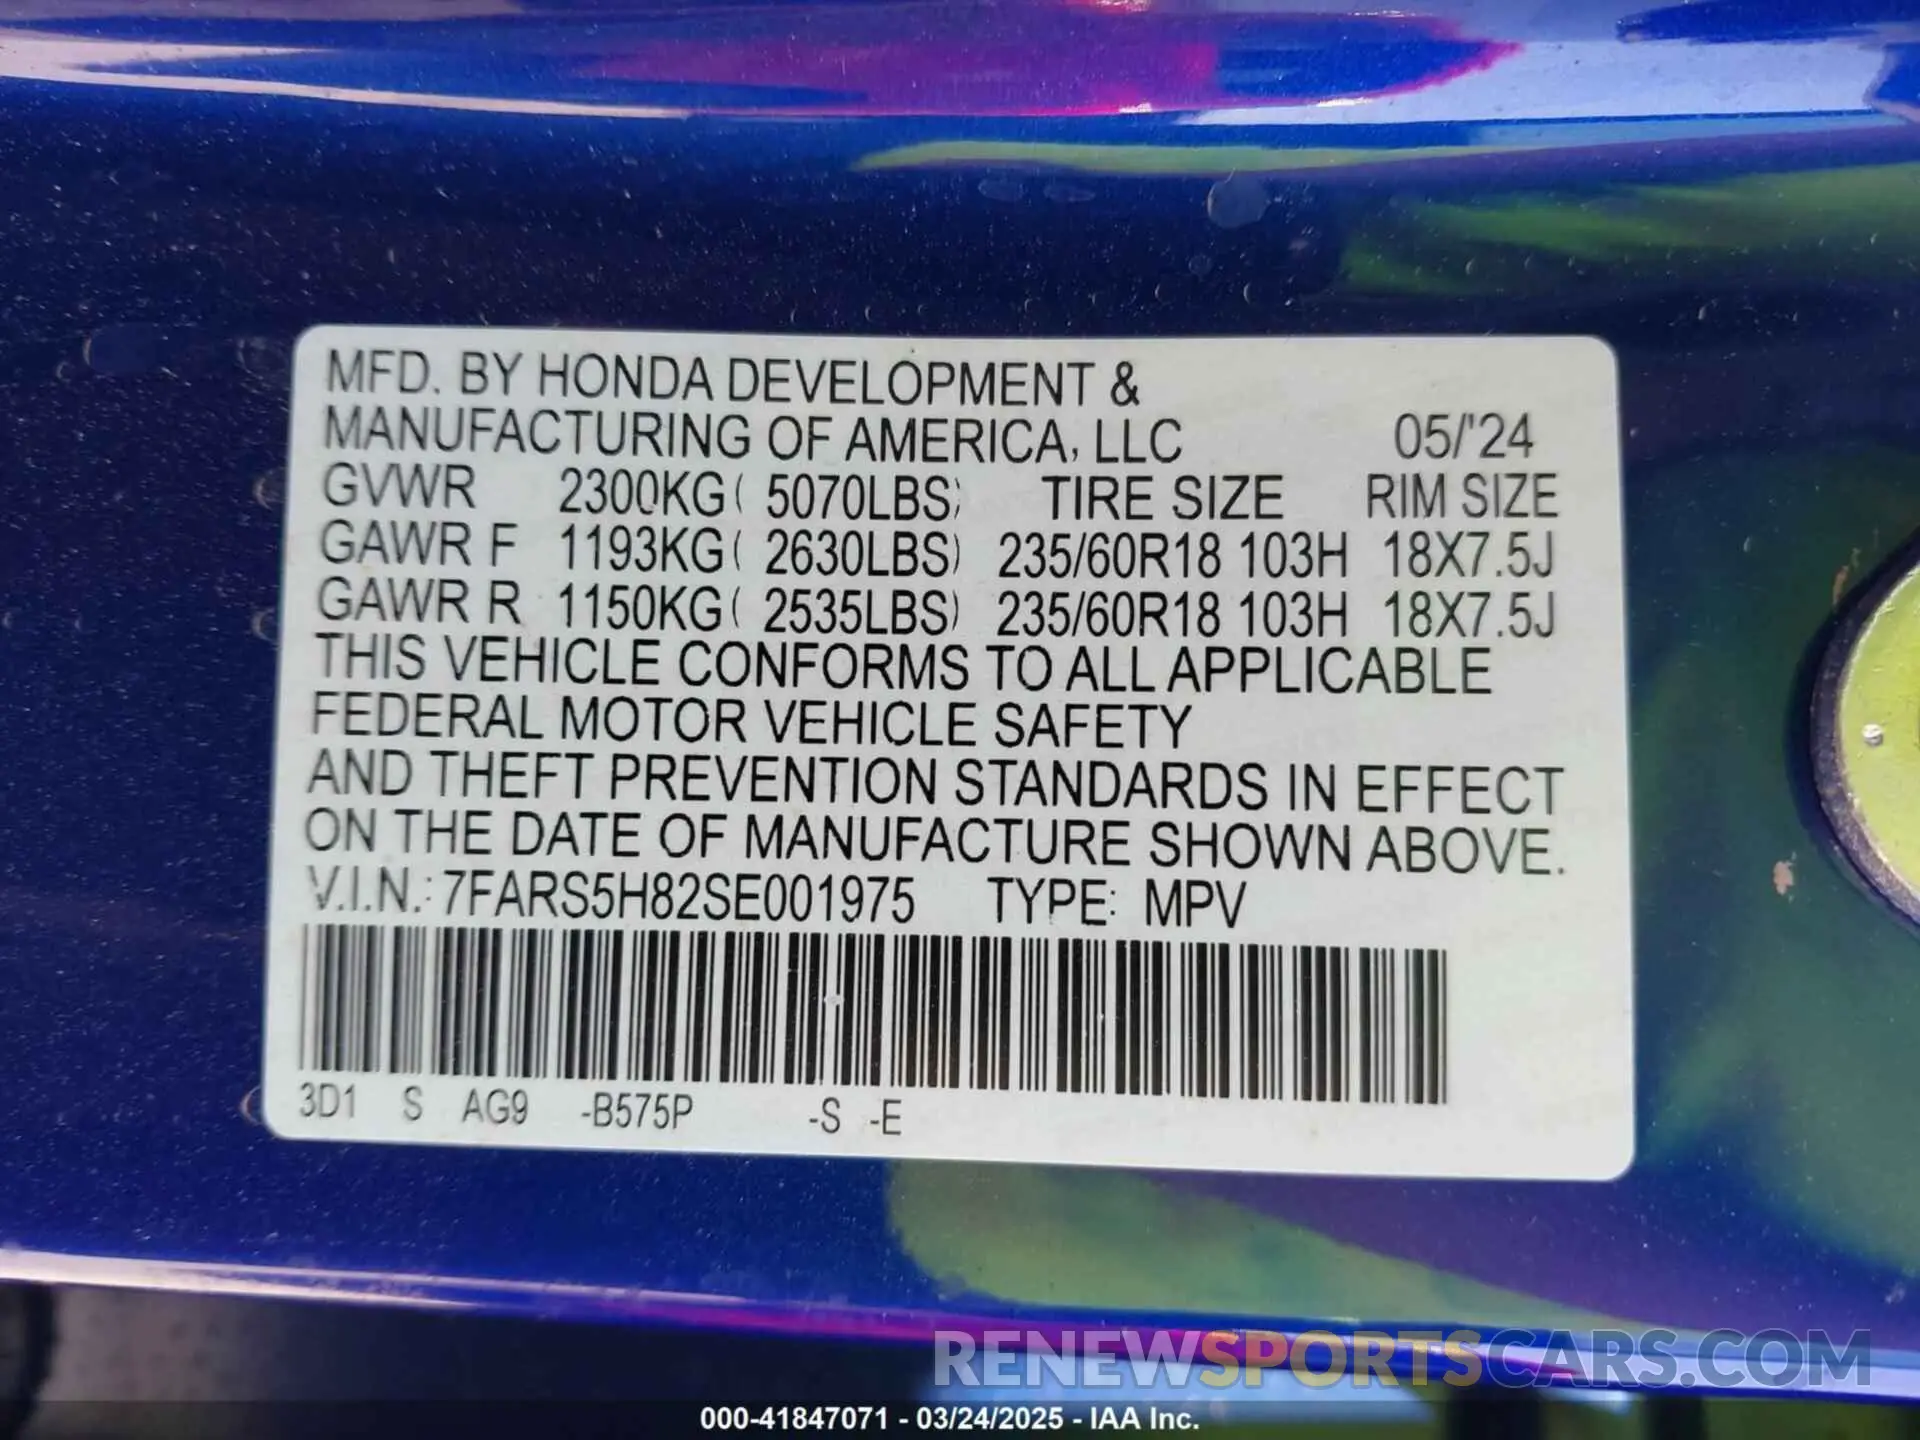 MFD. BY HONDA DEVELOPMENT &
MANUFACTURING OF AMERICA, LLC 05/'24
GVWR 2300KG( 5070LBS) TIRE SIZE RIM SIZE
GAWR F 1193KG( 2630LBS) 235/60R18 103H 18X7.5J
GAWR R 1150KG( 2535LBS) 235/60R18 103H 18X7.5J
THIS VEHICLE CONFORMS TO ALL APPLICABLE
FEDERAL MOTOR VEHICLE SAFETY
AND THEFT PREVENTION STANDARDS IN EFFECT
ON THE DATE OF MANUFACTURE SHOWN ABOVE.
V.I.N.: 7FARS5H82SE001975 TYPE: MPV
3D1 S AG9 -B575P -S -E
RENEWSPORTSCARS.COM
000-41847071 - 03/24/2025 - IAA Inc.